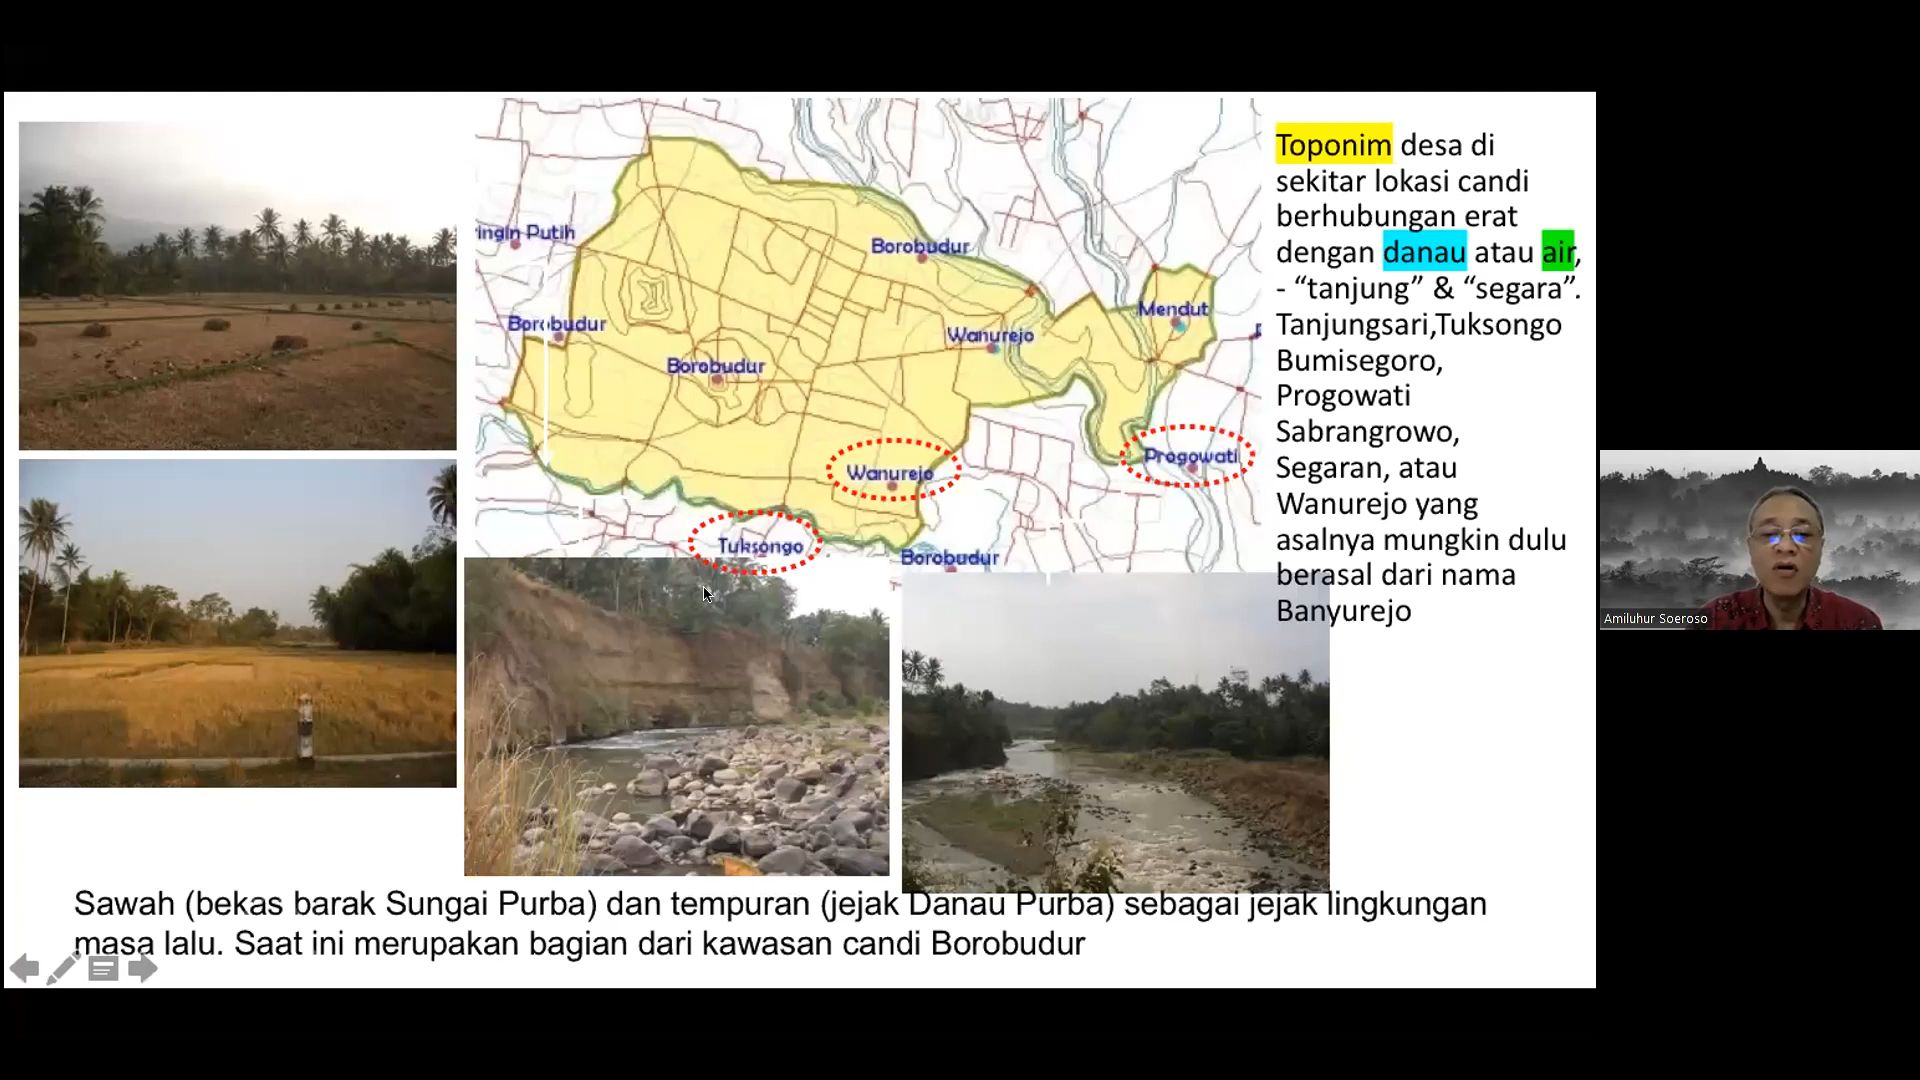 ingin Putih
Borobudur
Borobudur
Borobudur
Wanurejo
Mendut
Wanurejo
Progowati
Tuksongo
Borobudur
Toponim desa di
sekitar lokasi candi
berhubungan erat
dengan danau atau air,
- “tanjung” & “segara”.
Tanjungsari,Tuksongo
Bumisegoro,
Progowati
Sabrangrowo,
Segaran, atau
Wanurejo yang
asalnya mungkin dulu
berasal dari nama
Banyurejo
Sawah (bekas barak Sungai Purba) dan tempuran (jejak Danau Purba) sebagai jejak lingkungan
masa lalu. Saat ini merupakan bagian dari kawasan candi Borobudur
Amiluhur Soeroso